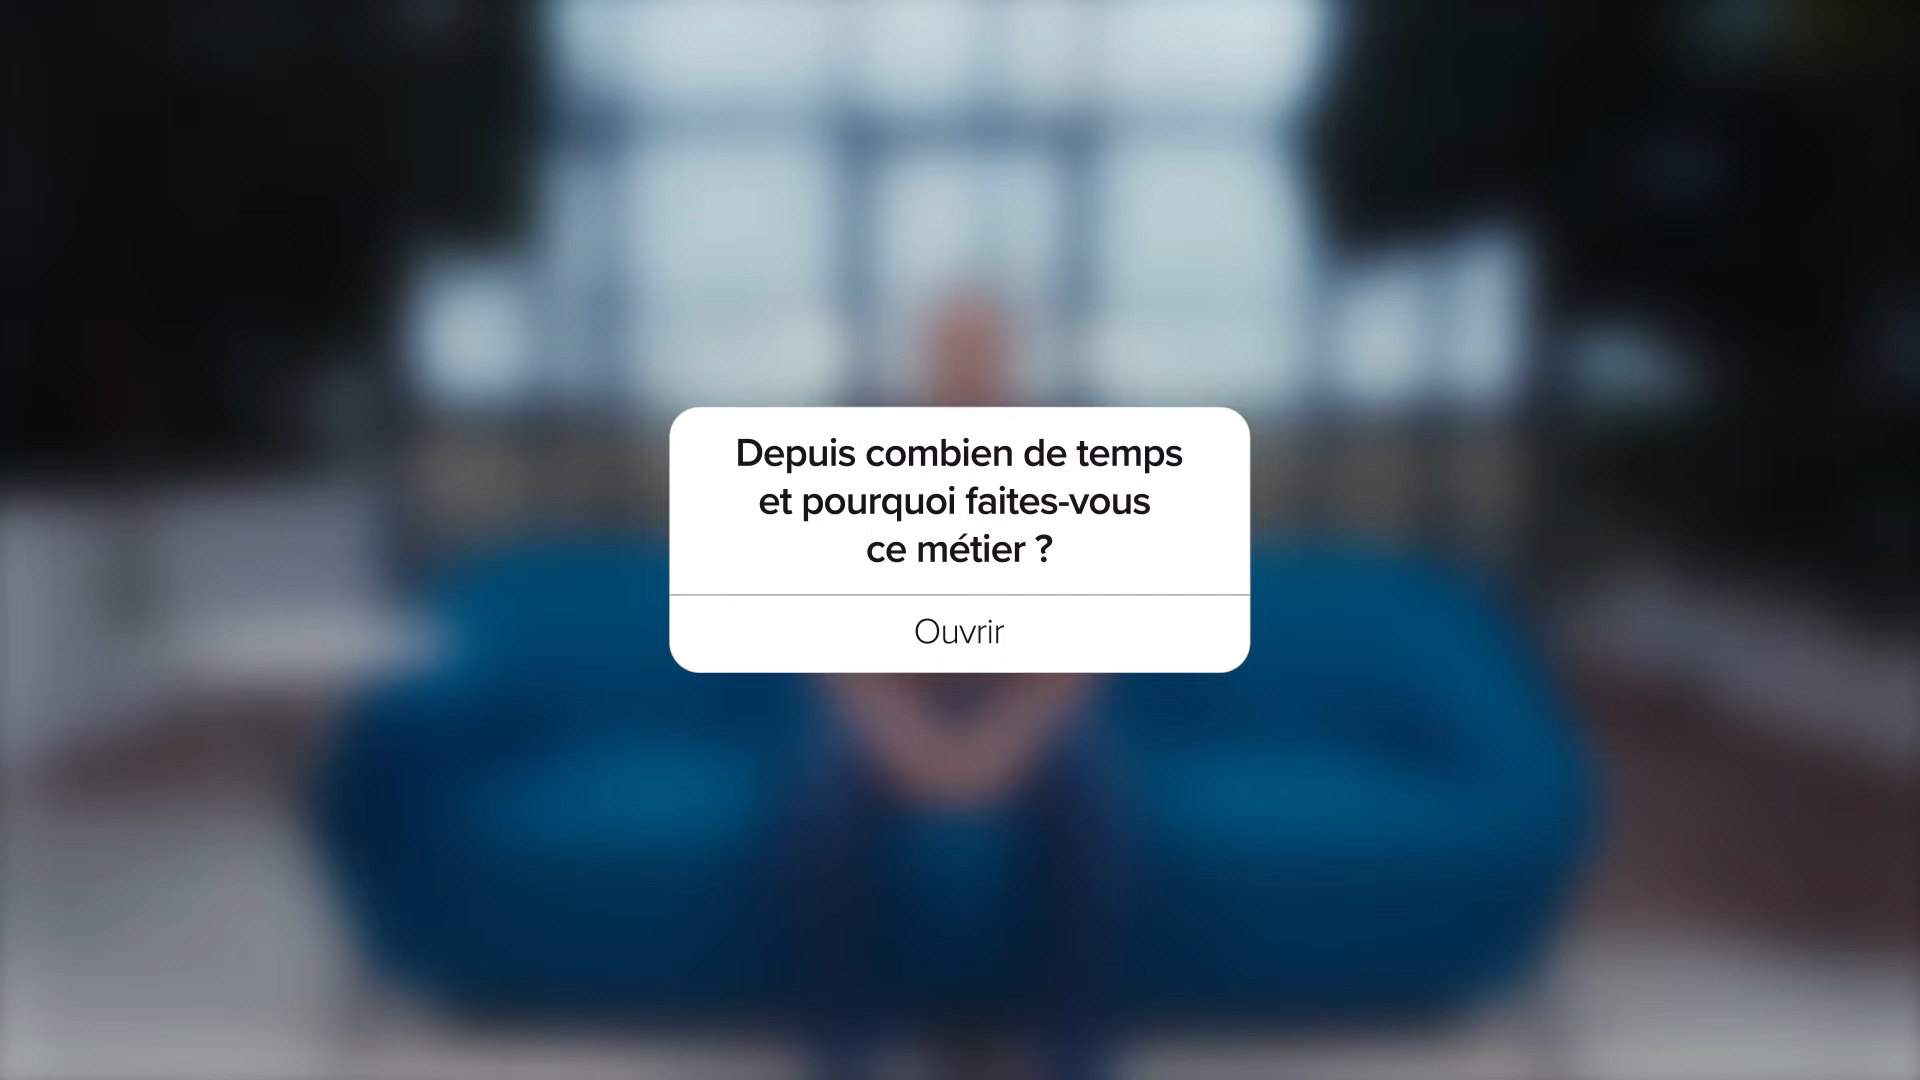 Depuis combien de temps
et pourquoi faites-vous
ce métier ?
Ouvrir